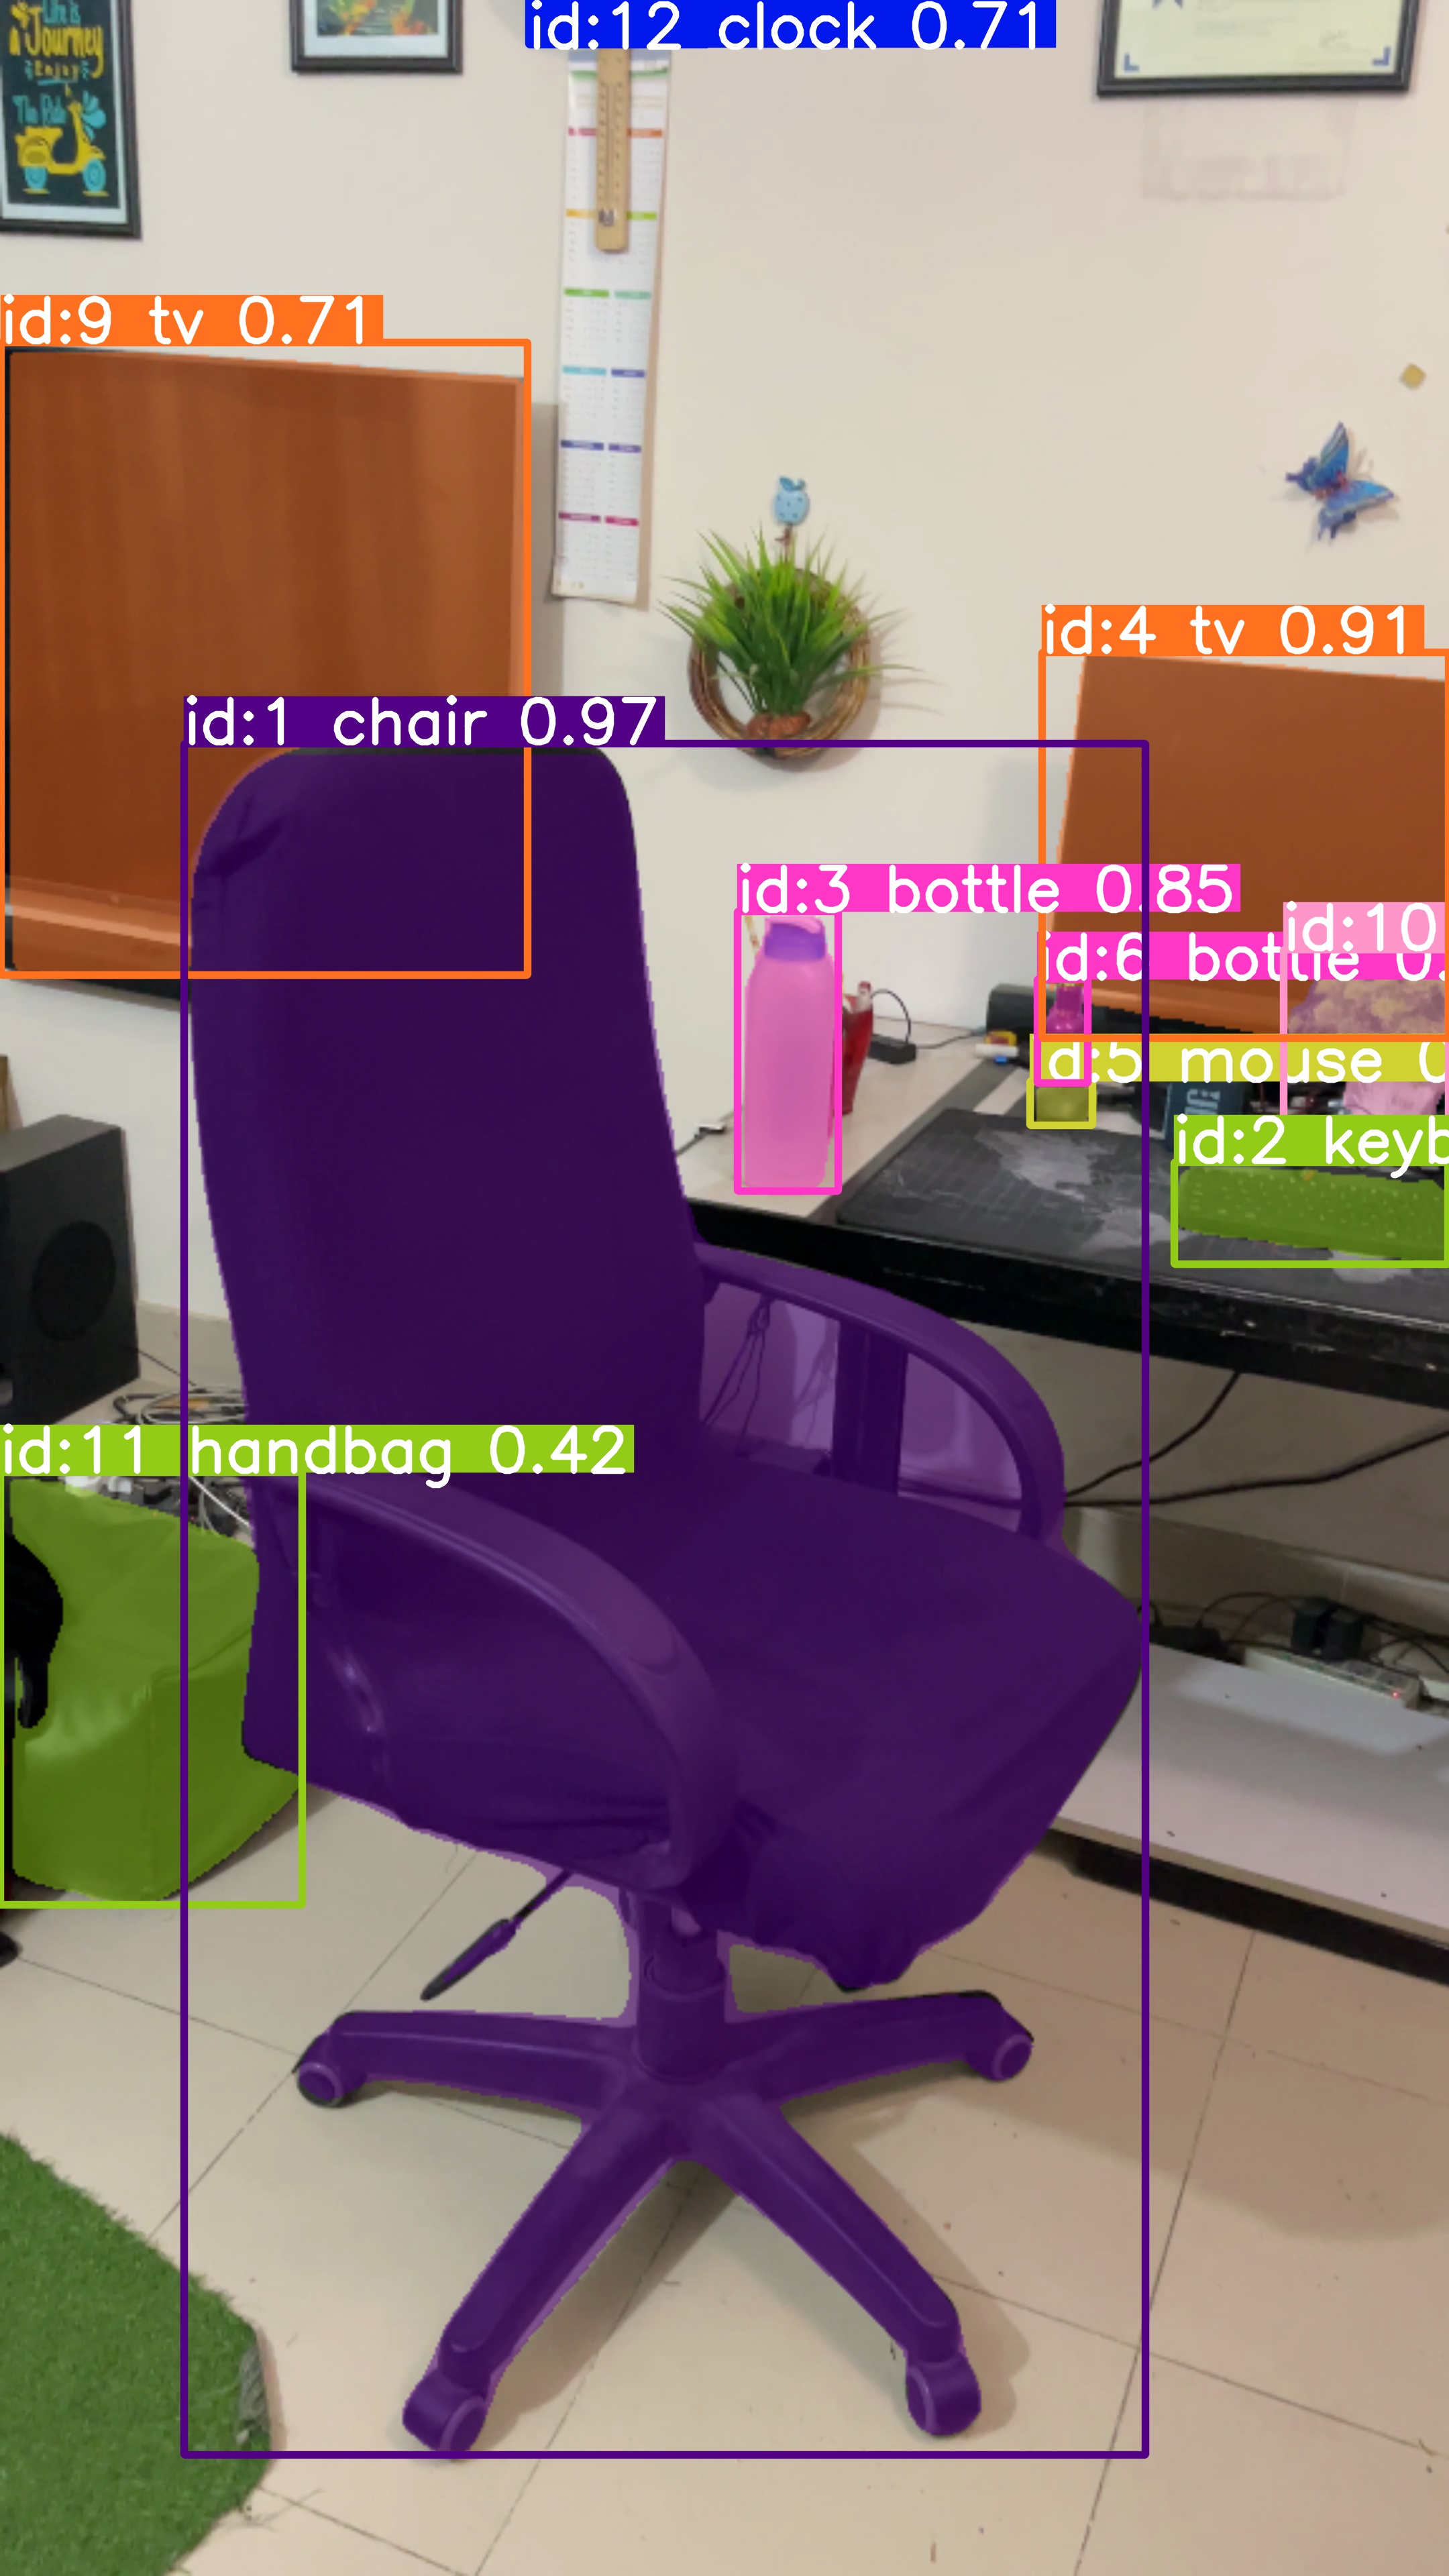 id:12 clock 0.71
Life is
a Journey
Enjoy
The Ride
id:9 tv 0.71
id:4 tv 0.91
id:1 chair 0.97
id:3 bottle 0.85
id:10
id:6 bottle 0.
d:5 mouse 0
id:2 keyb
id:11 handbag 0.42